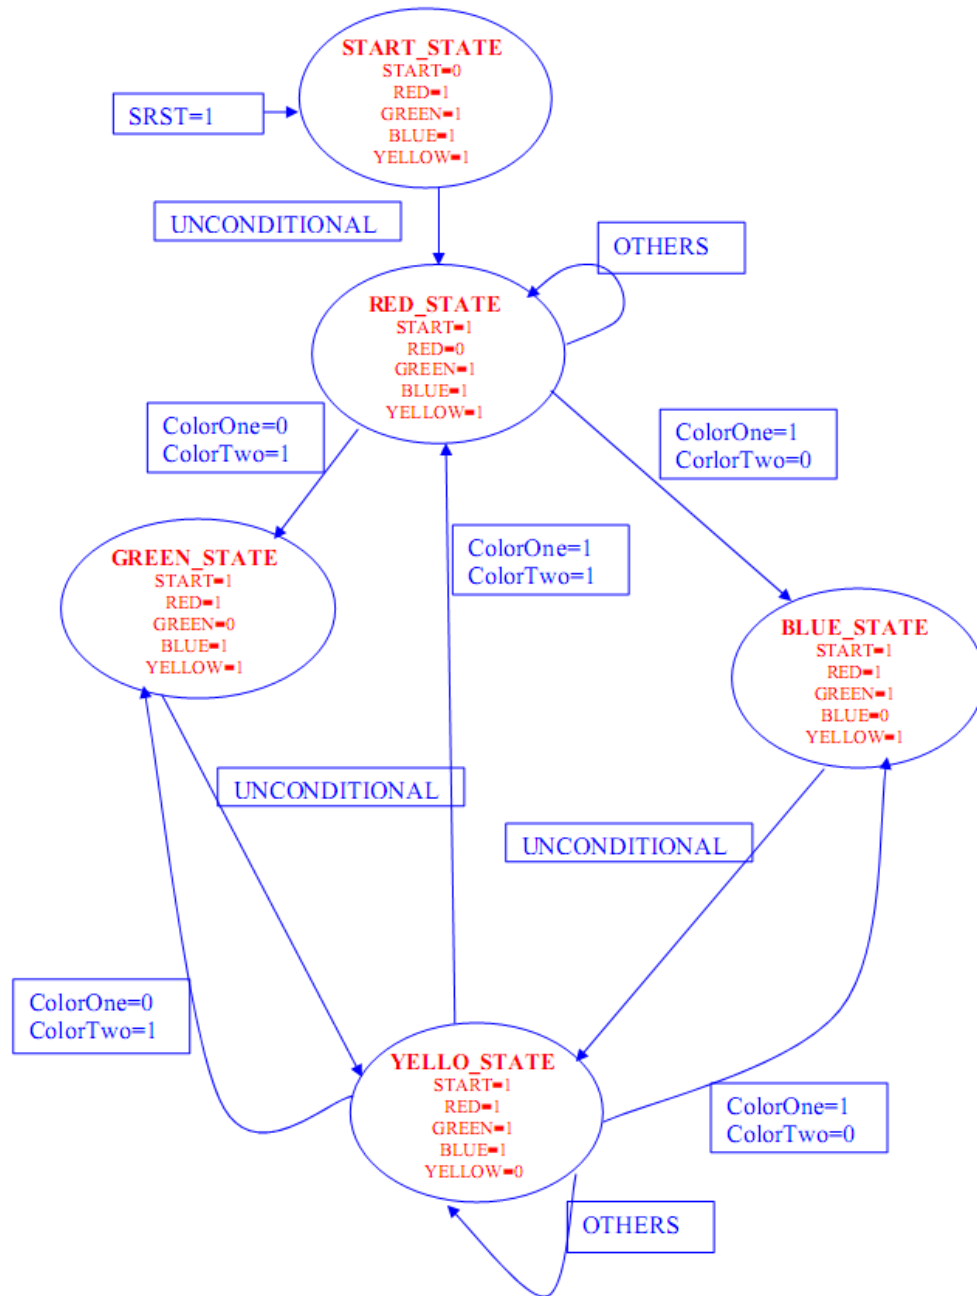 START_STATE
START=0
RED=1
GREEN=1
BLUE=1
YELLOW=1
SRST=1
UNCONDITIONAL
OTHERS
RED_STATE
START=1
RED=0
GREEN=1
BLUE=1
YELLOW=1
ColorOne=0
ColorTwo=1
ColorOne=1
CorlorTwo=0
ColorOne=1
ColorTwo=1
GREEN_STATE
START=1
RED=1
GREEN=0
BLUE=1
YELLOW=1
BLUE_STATE
START=1
RED=1
GREEN=1
BLUE=0
YELLOW=1
UNCONDITIONAL
UNCONDITIONAL
ColorOne=0
ColorTwo=1
YELLO_STATE
START=1
RED=1
GREEN=1
BLUE=1
YELLOW=0
ColorOne=1
ColorTwo=0
OTHERS